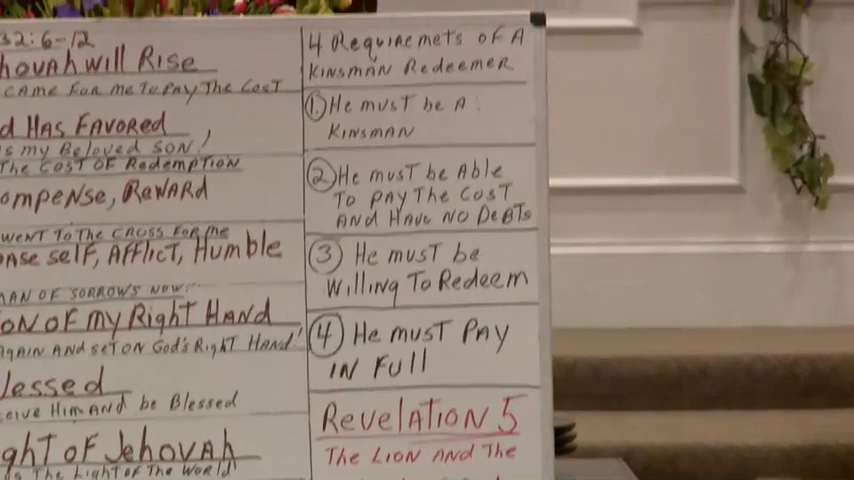 32:6-12
hovah will Rise
came for me To Pay The Cost
d Has Favored
s my Beloved Son!
The Cost of Redemption
ompense, Reward
went To The Cross For me
ase self, Afflict, Humble
man of sorrows now
on of my Right Hand
Again And set on God's Right Hand!
lessed
ceive Him And be Blessed
ght of Jehovah
The Light of The World
4 Requiremets of A
Kinsman Redeemer
1. He must be A
Kinsman
2 He must be Able
To pay The Cost
And Have No Debts
3 He must be
Willing To Redeem
4 He must Pay
in Full
Revelation 5
The Lion And The